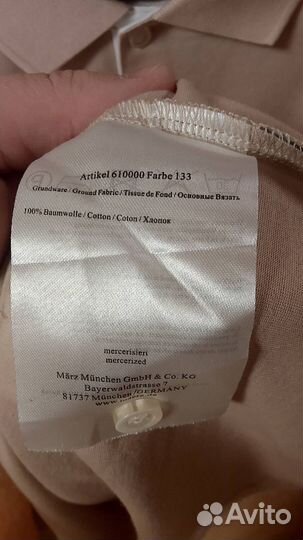 Artikel 610000 Farbe 133
Grundware / Ground Fabric / Tissue de Fond / Основные Вязать
100% Baumwolle / Cotton / Coton / Хлопок
mercerisiert
mercerized
März München GmbH & Co. KG
Bayerwaldstrasse 7
81737 München/GERMANY
Avito